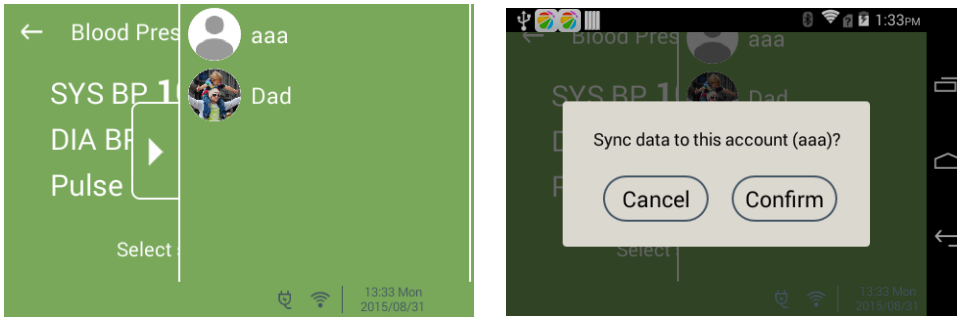 Blood Pres
aaa
SYS BP 1
Dad
DIA BP
Pulse
Select
13:33 Mon
2015/08/31
1:33PM
Blood Pres
aaa
SYS BP 1
Dad
Sync data to this account (aaa)?
Cancel
Confirm
Select
13:33 Mon
2015/08/31